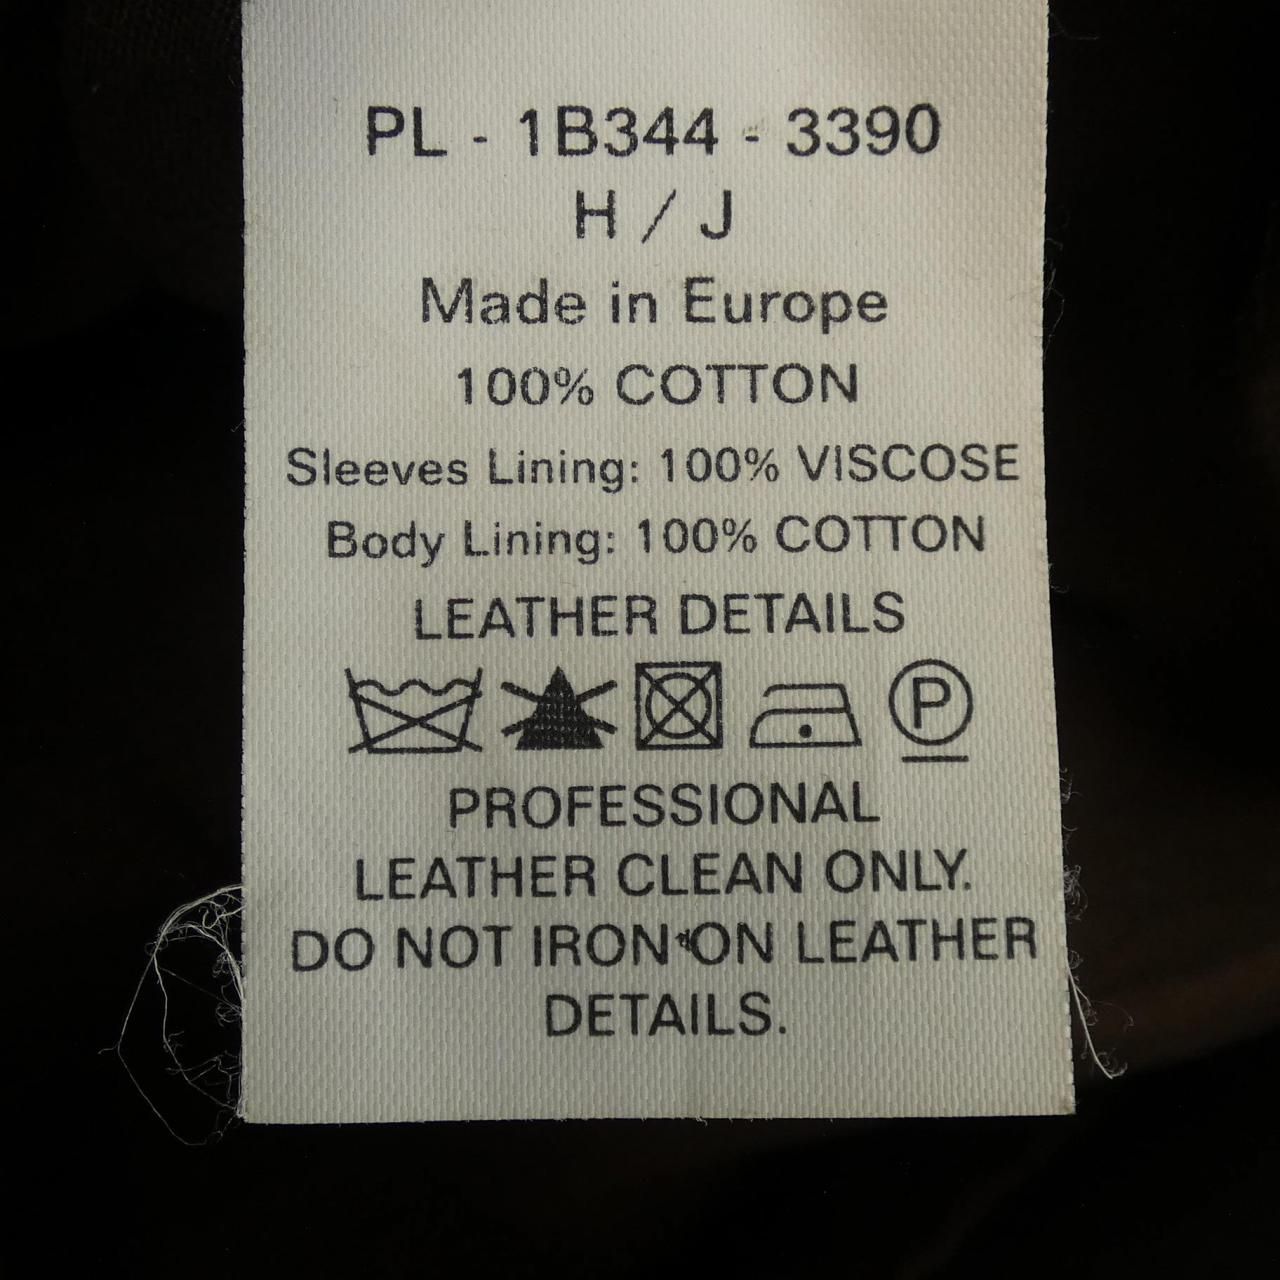 PL - 1B344 - 3390
H / J
Made in Europe
100% COTTON
Sleeves Lining: 100% VISCOSE
Body Lining: 100% COTTON
LEATHER DETAILS
P
PROFESSIONAL
LEATHER CLEAN ONLY.
DO NOT IRON ON LEATHER
DETAILS.